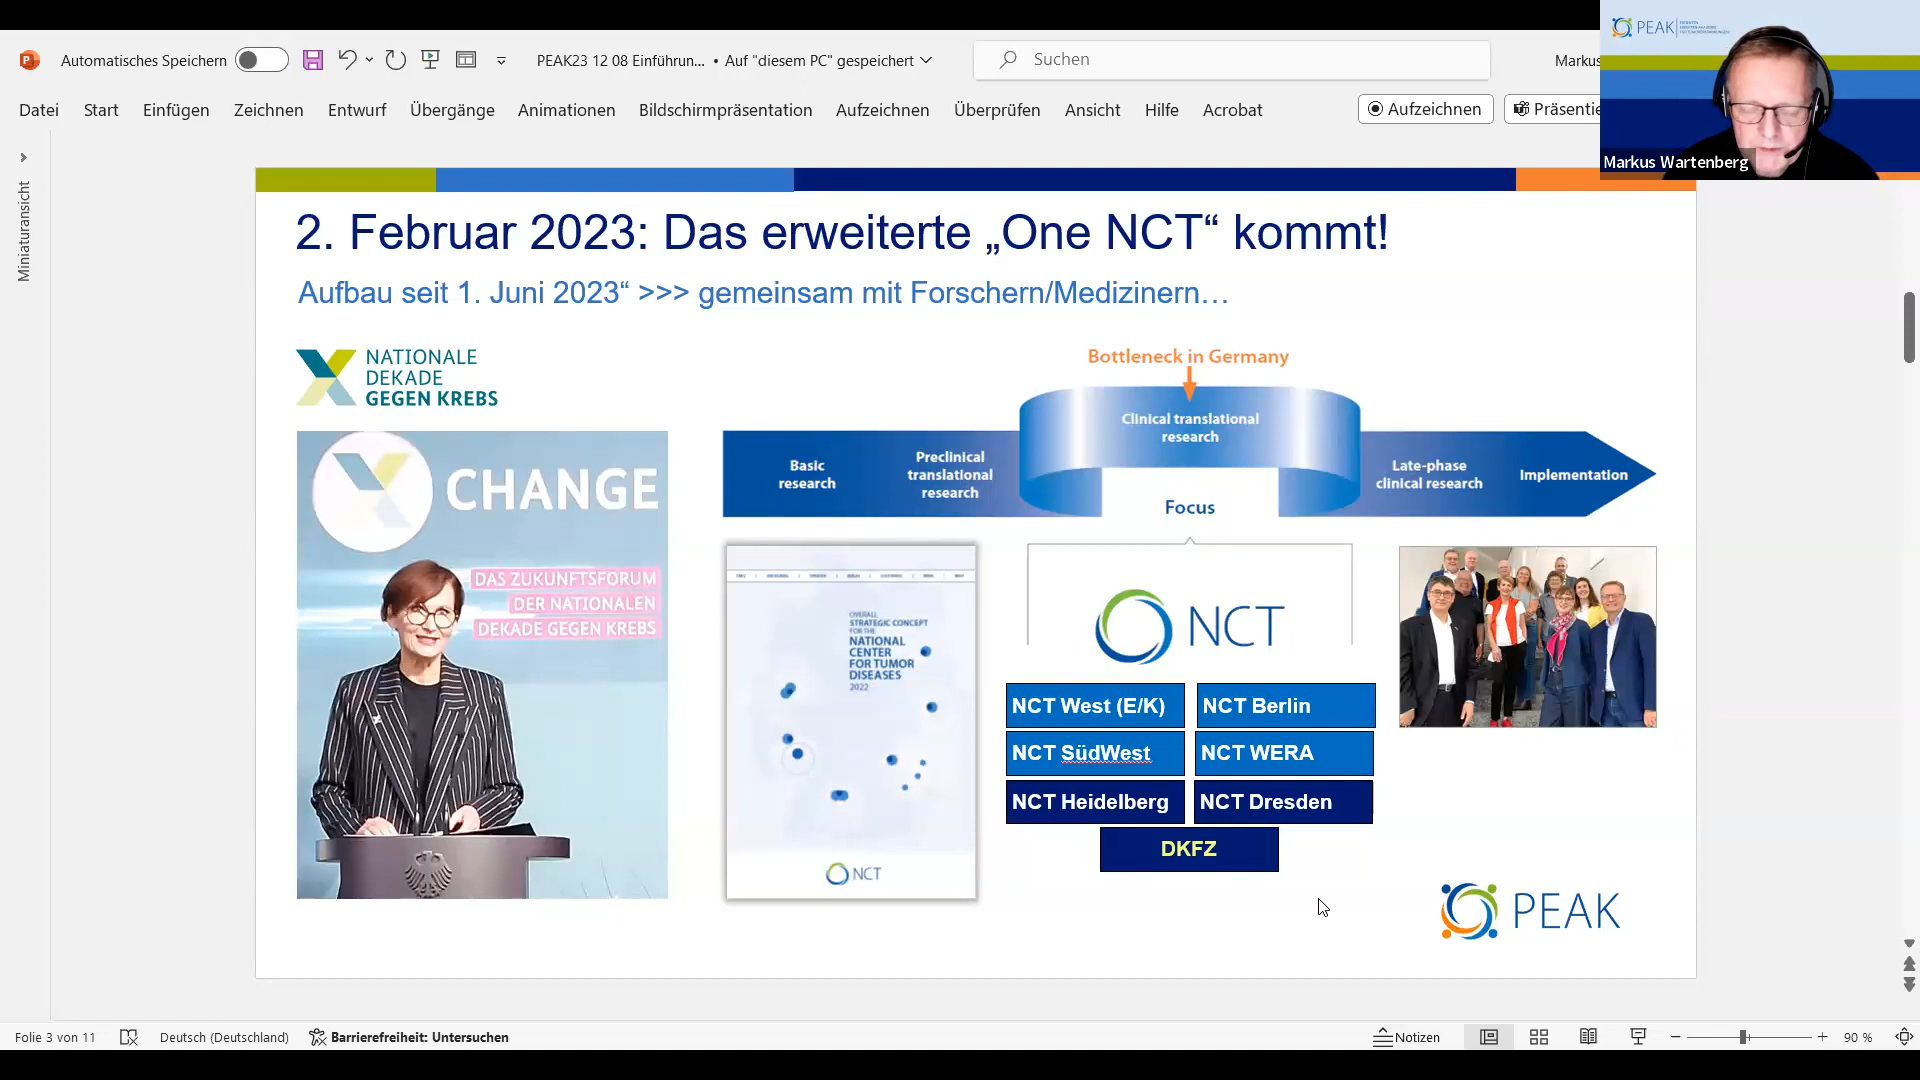 PEAK
Automatisches Speichern
PEAK23 12 08 Einführun... • Auf "diesem PC" gespeichert
Suchen
Markus
Datei Start Einfügen Zeichnen Entwurf Übergänge Animationen Bildschirmpräsentation Aufzeichnen Überprüfen Ansicht Hilfe Acrobat
Aufzeichnen
Präsentie
Markus Wartenberg
Miniaturansicht
2. Februar 2023: Das erweiterte „One NCT“ kommt!
Aufbau seit 1. Juni 2023“ >>> gemeinsam mit Forschern/Medizinern…
NATIONALE
DEKADE
GEGEN KREBS
CHANGE
DAS ZUKUNFTSFORUM
DER NATIONALEN
DEKADE GEGEN KREBS
Bottleneck in Germany
Basic
research
Preclinical
translational
research
Clinical translational
research
Late-phase
clinical research
Implementation
Focus
OVERALL
STRATEGIC CONCEPT
FOR THE
NATIONAL
CENTER
FOR TUMOR
DISEASES
2022
NCT
NCT
NCT West (E/K)
NCT Berlin
NCT SüdWest
NCT WERA
NCT Heidelberg
NCT Dresden
DKFZ
PEAK
Folie 3 von 11
Deutsch (Deutschland)
Barrierefreiheit: Untersuchen
Notizen
90 %